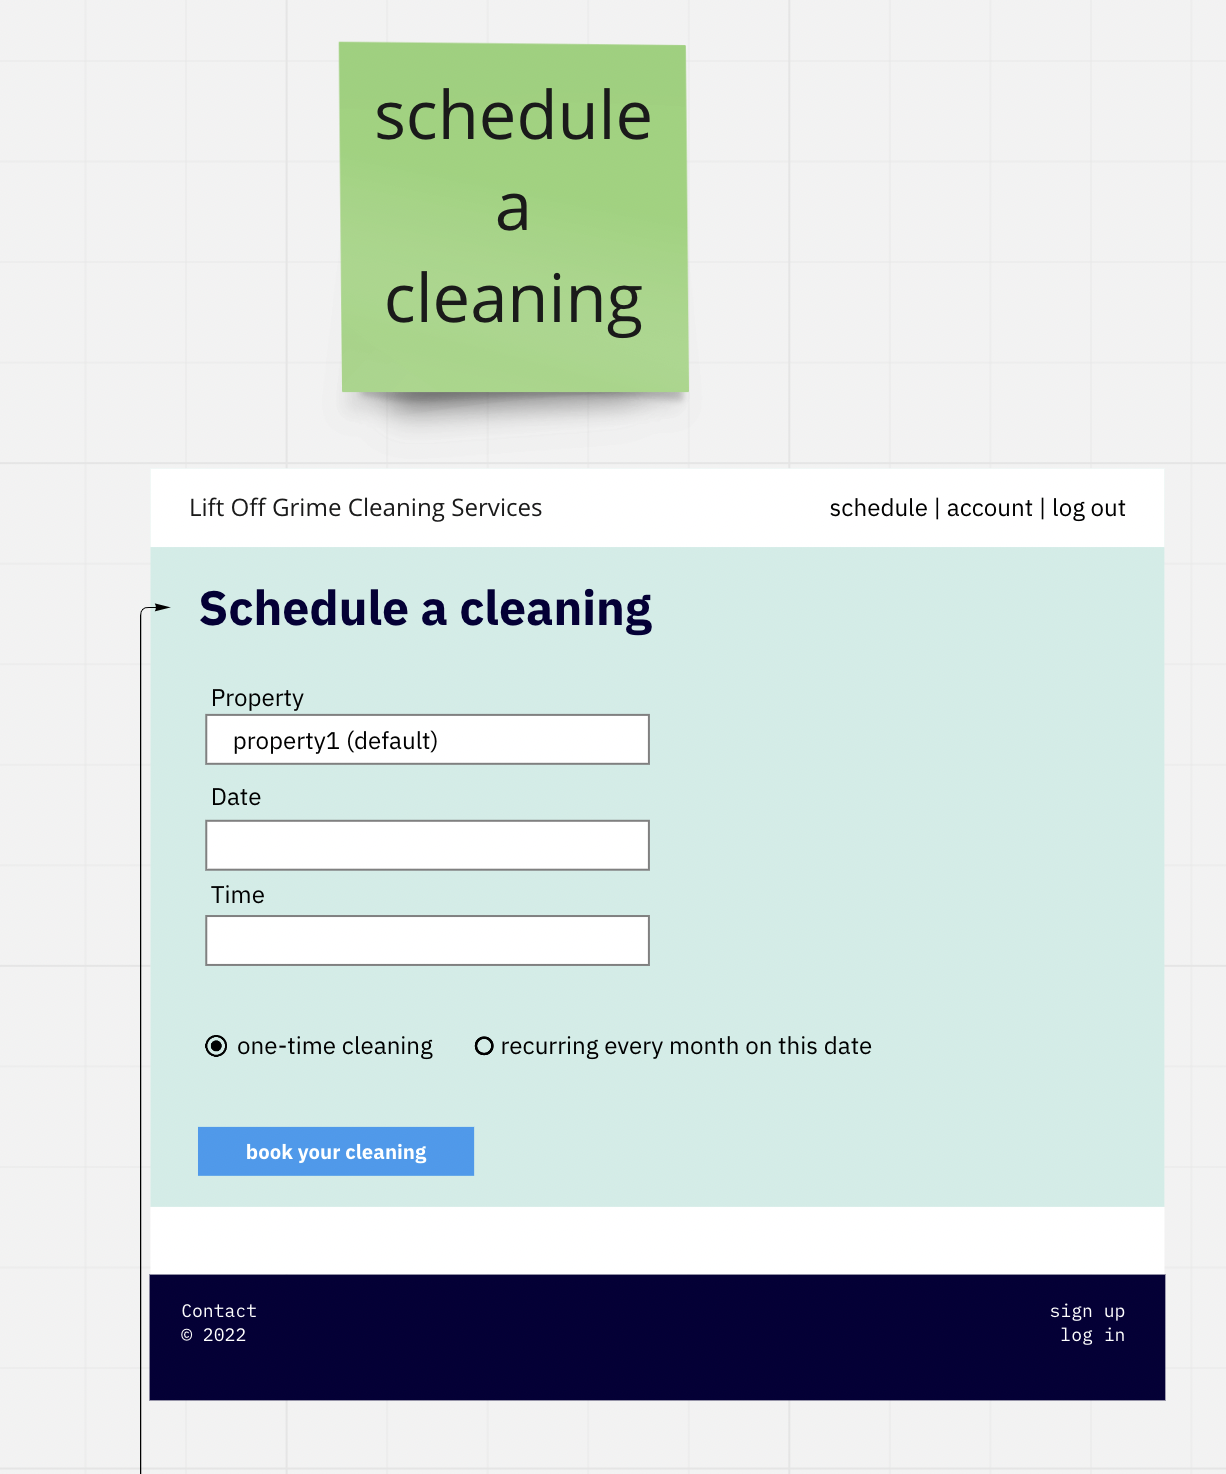 schedule
a
cleaning
Lift Off Grime Cleaning Services
schedule | account | log out
Schedule a cleaning
Property
property1 (default)
Date
Time
one-time cleaning
recurring every month on this date
book your cleaning
Contact
© 2022
sign up
log in